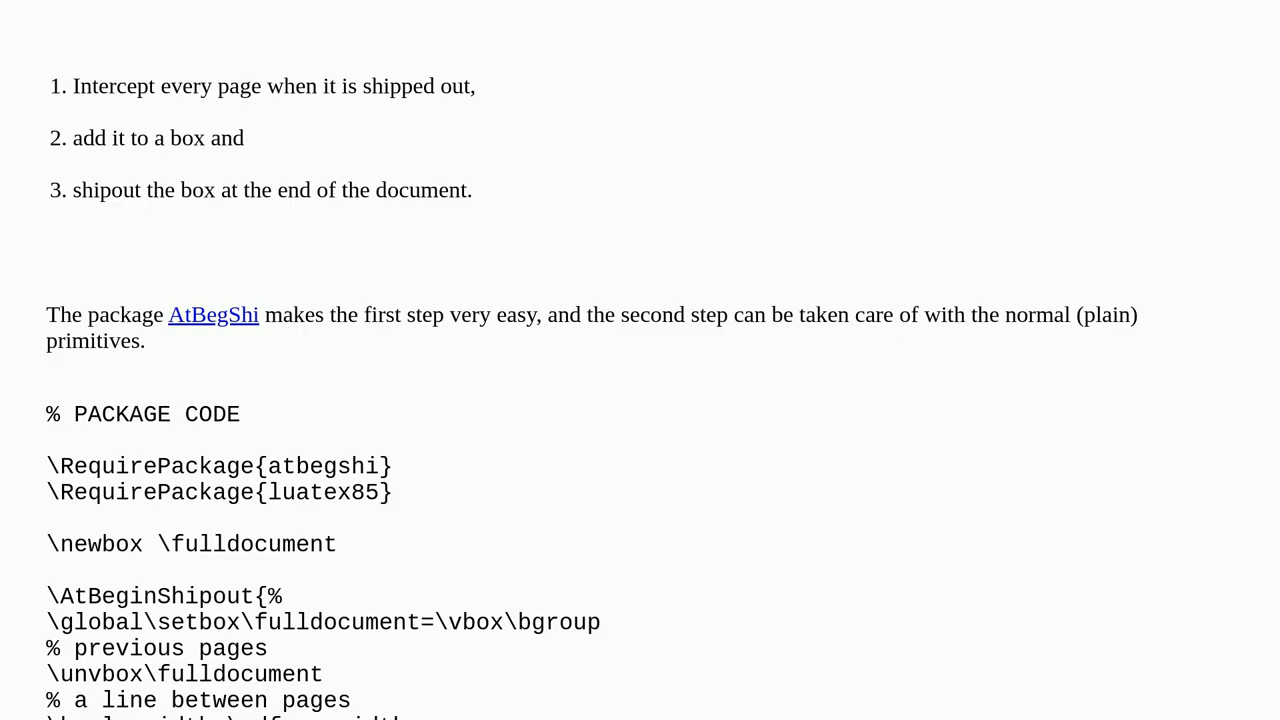 1. Intercept every page when it is shipped out,
2. add it to a box and
3. shipout the box at the end of the document.
The package AtBegShi makes the first step very easy, and the second step can be taken care of with the normal (plain)
primitives.
% PACKAGE CODE
\RequirePackage{atbegshi}
\RequirePackage{luatex85}
\newbox \fulldocument
\AtBeginShipout{%
\global\setbox\fulldocument=\vbox\bgroup
% previous pages
\unvbox\fulldocument
% a line between pages